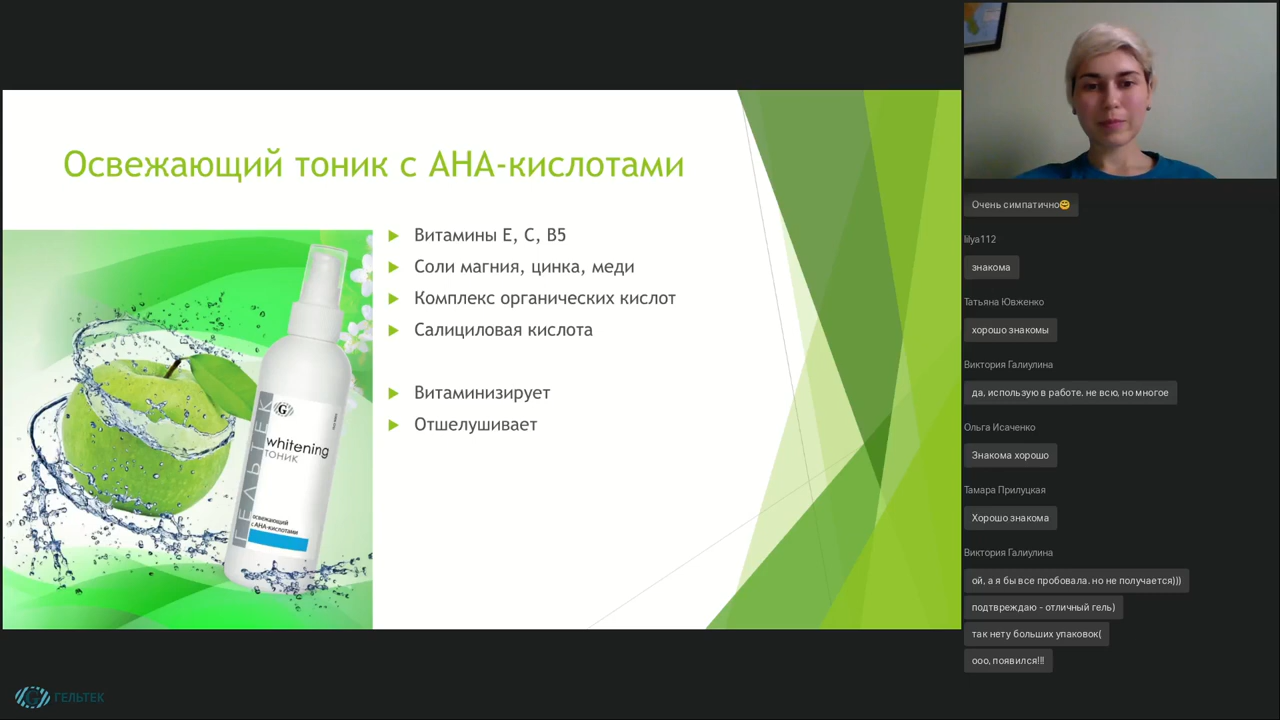 Освежающий тоник с АНА-кислотами
Витамины Е, С, В5
Соли магния, цинка, меди
Комплекс органических кислот
Салициловая кислота
Витаминизирует
Отшелушивает
ГЕЛЬТЕК
G
whitening
ТОНИК
освежающий
с АНА-кислотами
ГЕЛЬТЕК
Очень симпатично😊
lilya112
знакома
Татьяна Ювженко
хорошо знакомы
Виктория Галиулина
да, использую в работе. не всю, но многое
Ольга Исаченко
Знакома хорошо
Тамара Прилуцкая
Хорошо знакома
Виктория Галиулина
ой, а я бы все пробовала. но не получается)))
подтверждаю - отличный гель)
так нету больших упаковок(
ооо, появился!!!